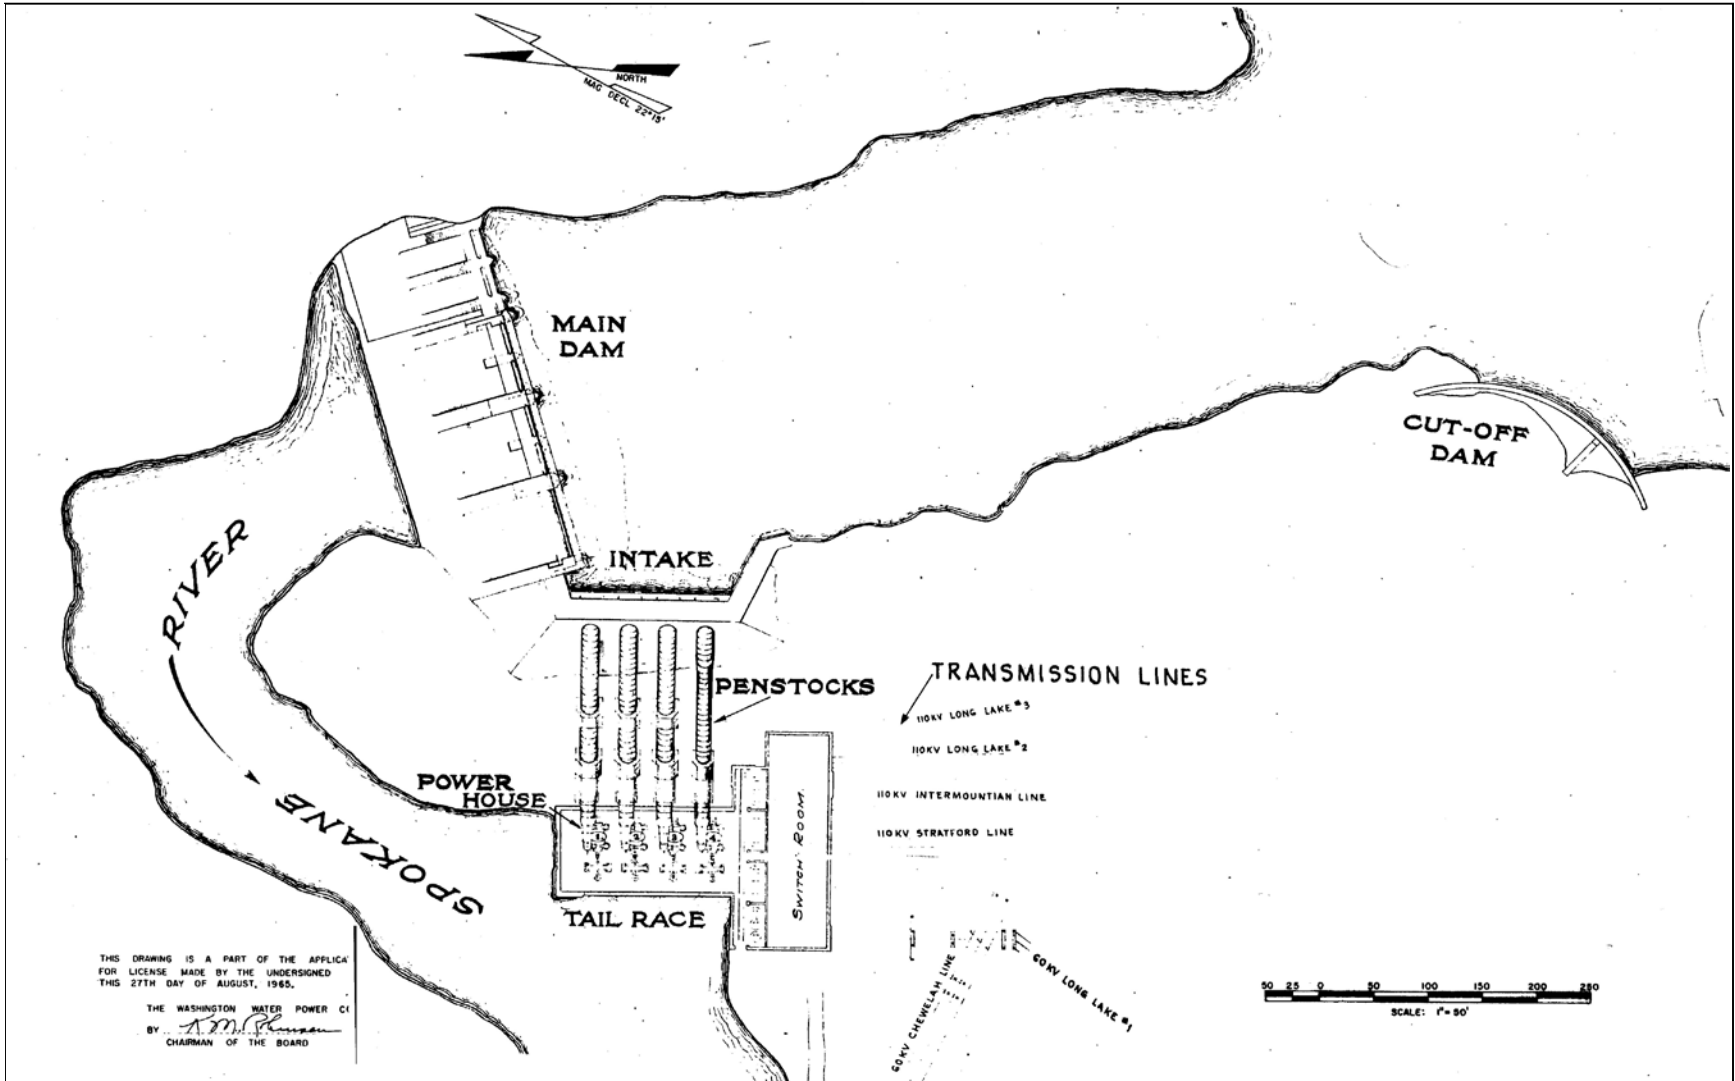 NORTH
MAG DECL 22°15'
MAIN
DAM
CUT-OFF
DAM
INTAKE
RIVER
SPOKANE
PENSTOCKS
TRANSMISSION LINES
110KV LONG LAKE #3
110KV LONG LAKE #2
110KV INTERMOUNTIAN LINE
110KV STRATFORD LINE
POWER
HOUSE
SWITCH ROOM
TAIL RACE
60KV CHEWELAH LINE
60KV LONG LAKE #1
THIS DRAWING IS A PART OF THE APPLICA
FOR LICENSE MADE BY THE UNDERSIGNED
THIS 27TH DAY OF AUGUST, 1965.
THE WASHINGTON WATER POWER CO
BY
CHAIRMAN OF THE BOARD
50 25 0 50 100 150 200 250
SCALE: 1"=50'